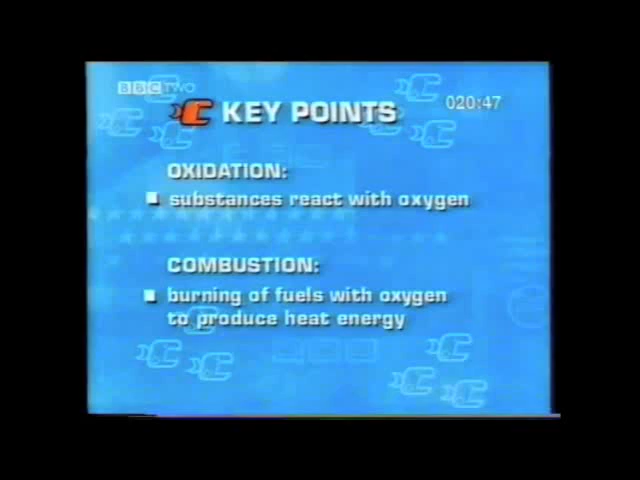 BBC TWO
020:47
KEY POINTS
OXIDATION:
substances react with oxygen
COMBUSTION:
burning of fuels with oxygen
to produce heat energy